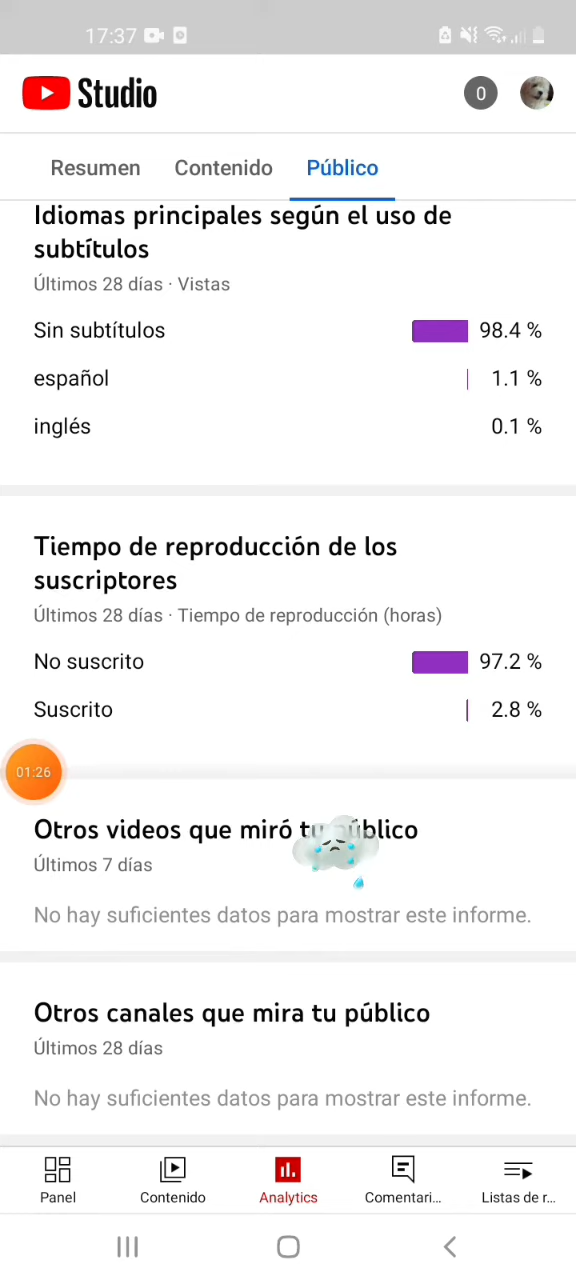 17:37
Studio
0
Resumen Contenido Público
Idiomas principales según el uso de
subtítulos
Últimos 28 días · Vistas
Sin subtítulos 98.4 %
español 1.1 %
inglés 0.1 %
Tiempo de reproducción de los
suscriptores
Últimos 28 días · Tiempo de reproducción (horas)
No suscrito 97.2 %
Suscrito 2.8 %
01:26
Otros videos que miró tu público
Últimos 7 días
No hay suficientes datos para mostrar este informe.
Otros canales que mira tu público
Últimos 28 días
No hay suficientes datos para mostrar este informe.
Panel Contenido Analytics Comentari... Listas de r...